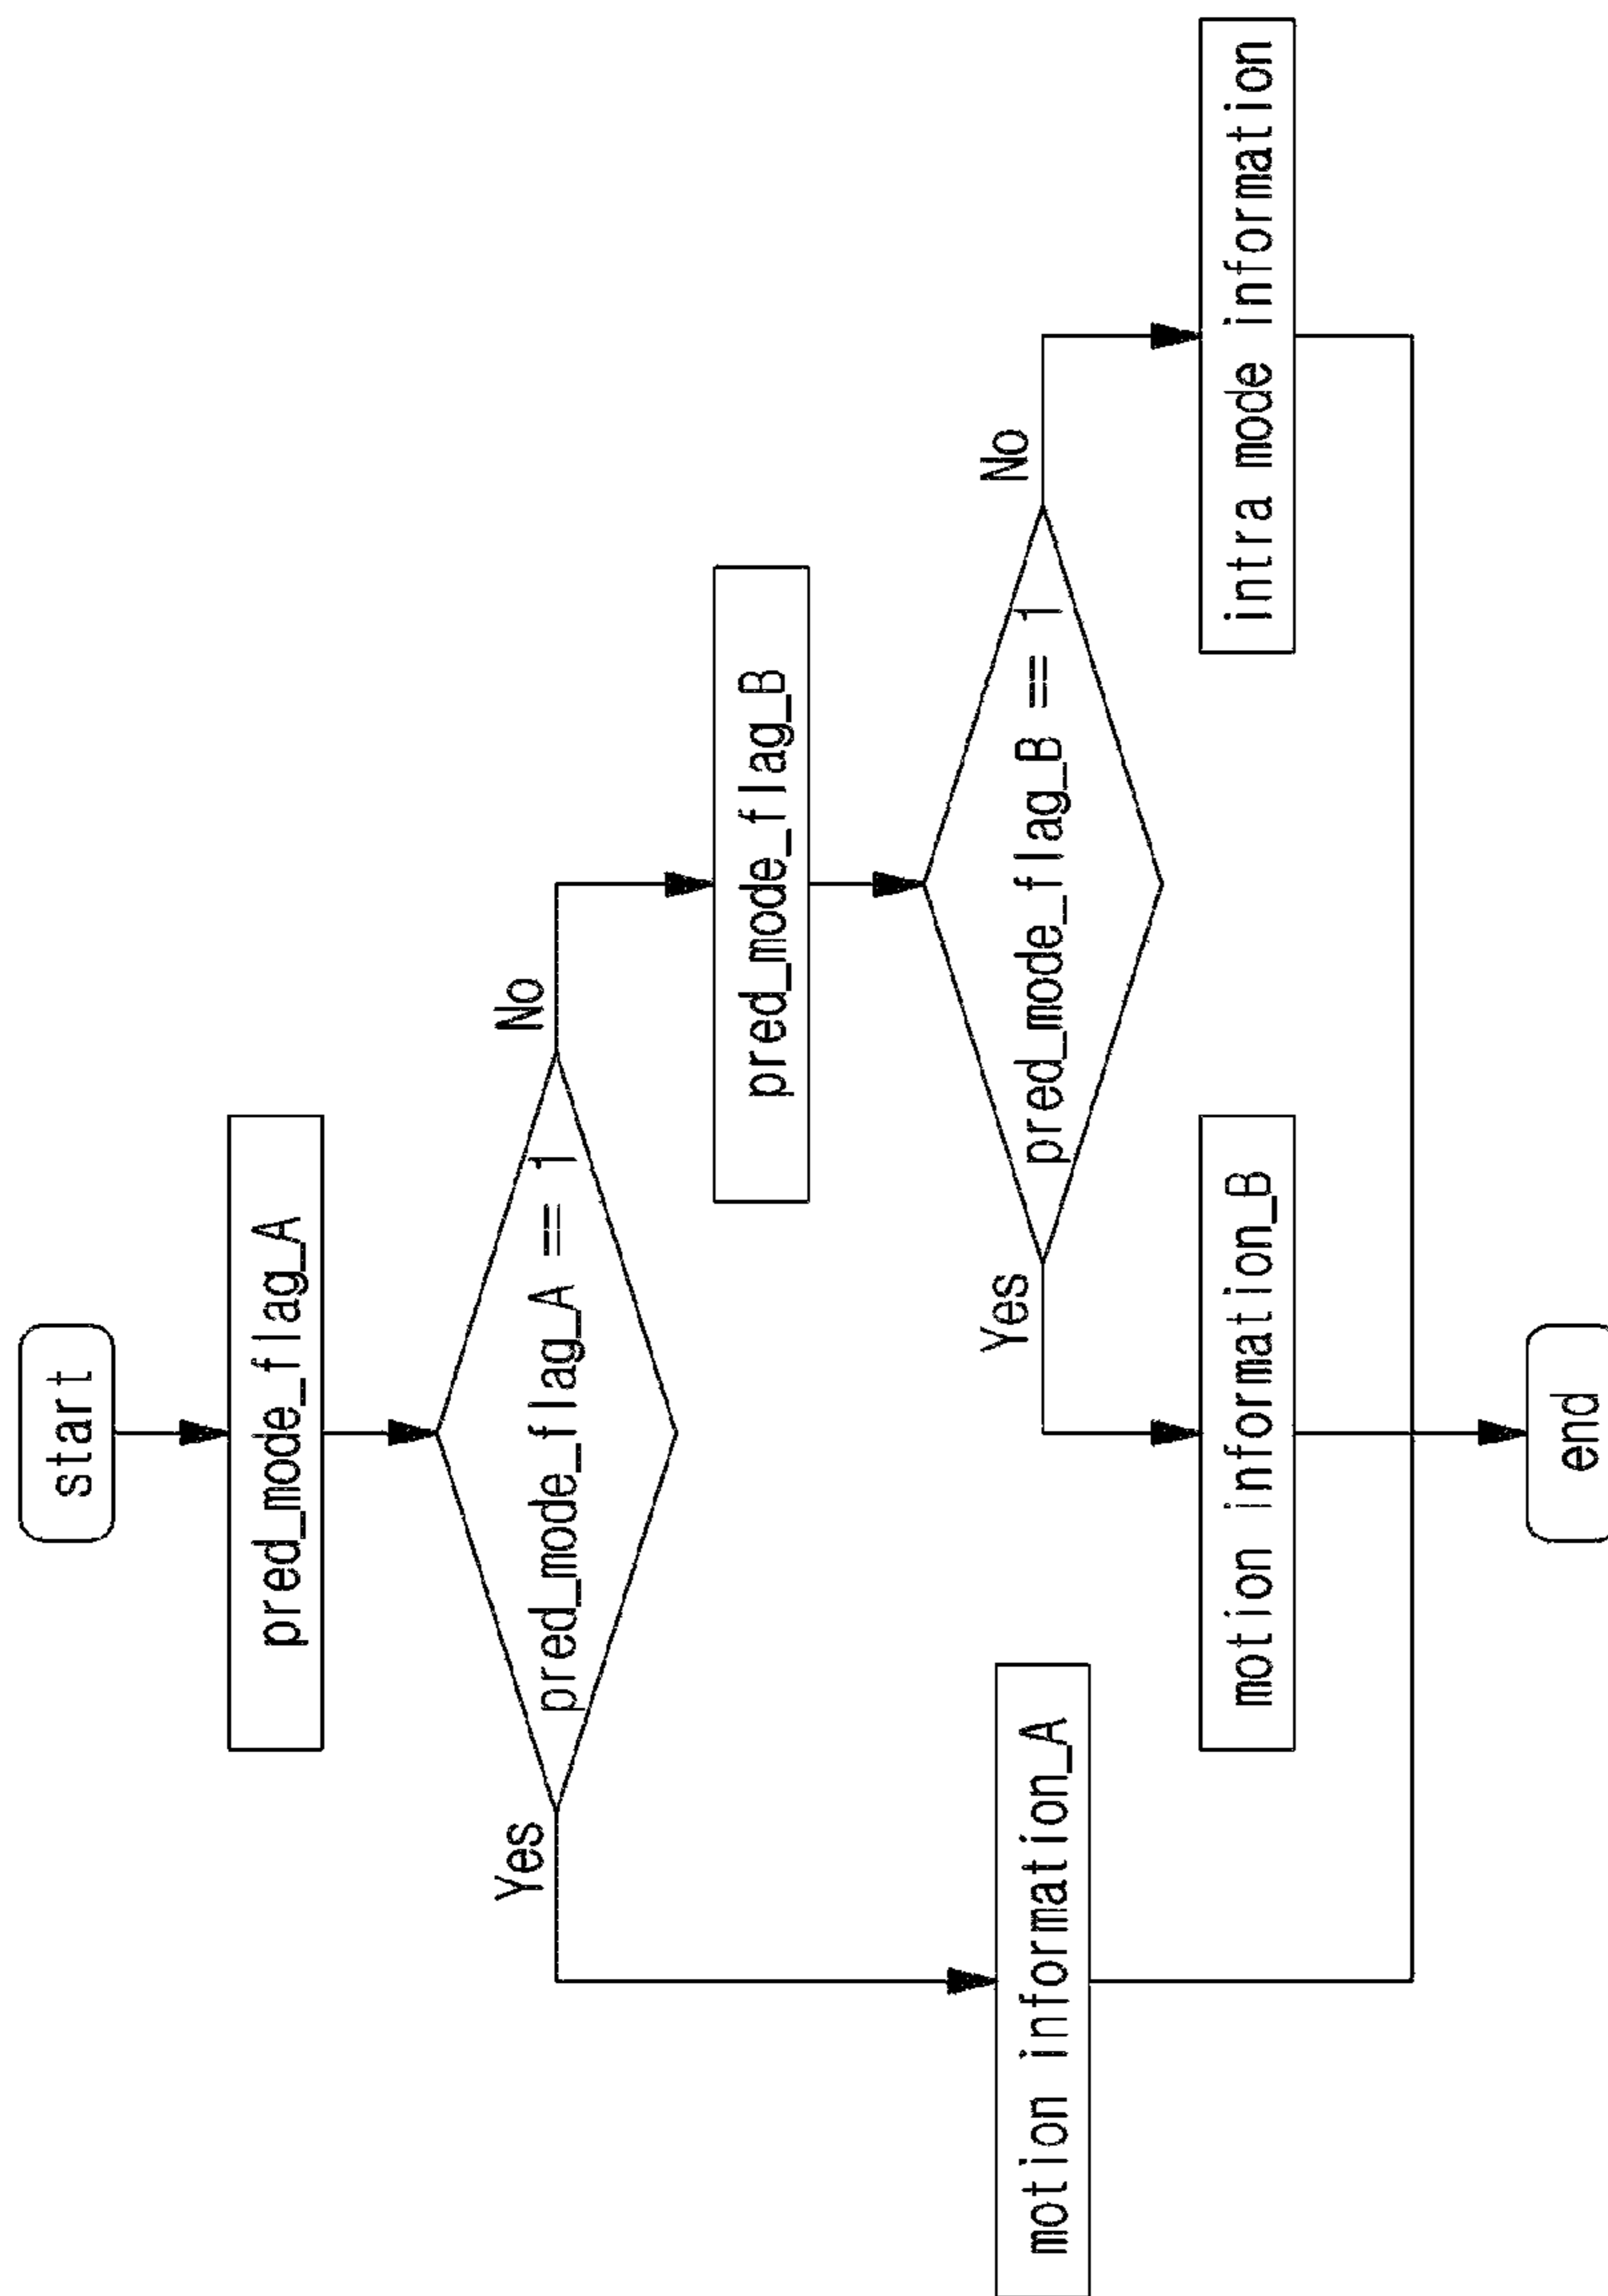 start
pred_mode_flag_A
pred_mode_flag_A == 1
Yes
No
pred_mode_flag_B
pred_mode_flag_B == 1
Yes
No
motion information_A
motion information_B
intra mode information
end